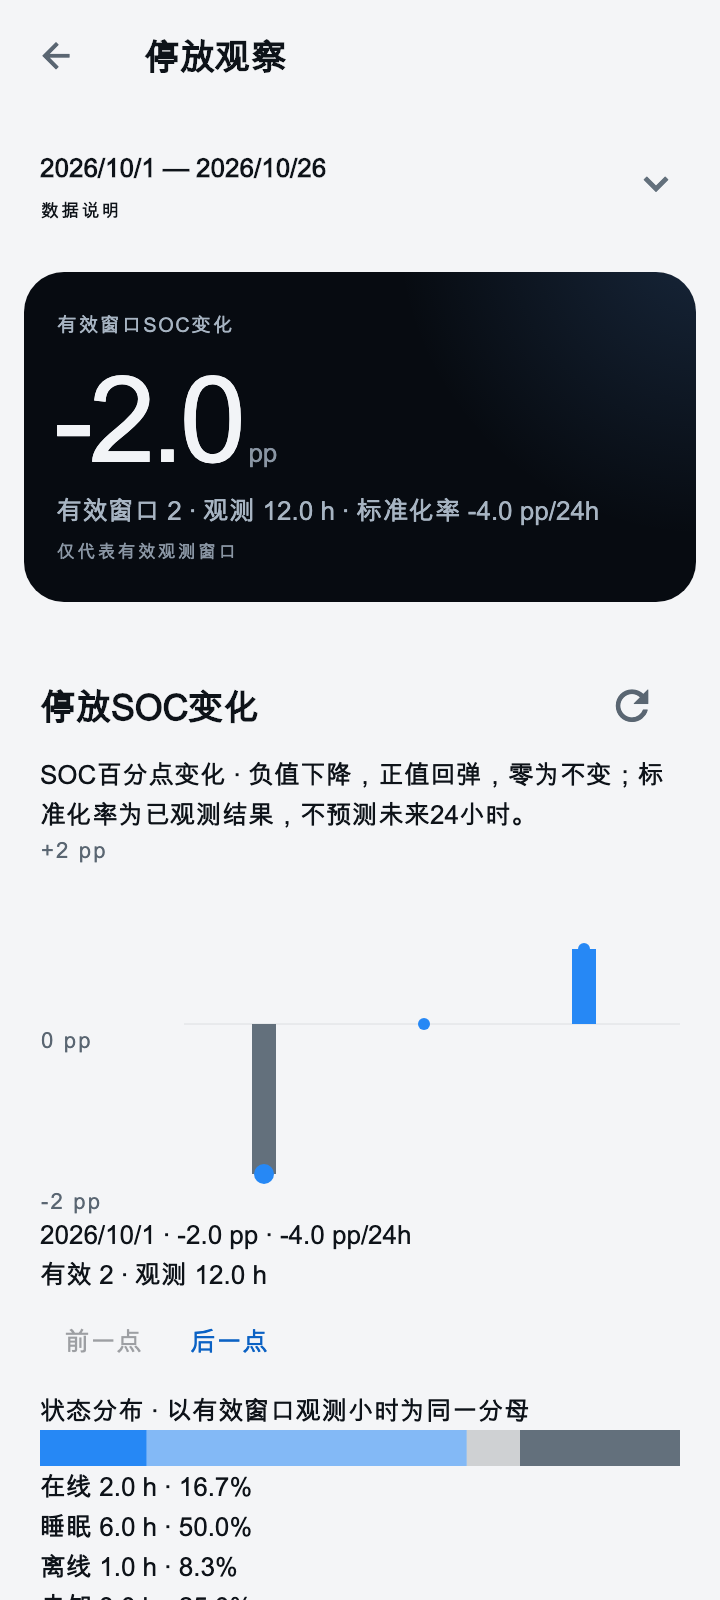 停放观察
2026/10/1 — 2026/10/26
数据说明
有效窗口SOC变化
-2.0 pp
有效窗口 2 · 观测 12.0 h · 标准化率 -4.0 pp/24h
仅代表有效观测窗口
停放SOC变化
SOC百分点变化 · 负值下降，正值回弹，零为不变；标
准化率为已观测结果，不预测未来24小时。
+2 pp
0 pp
-2 pp
2026/10/1 · -2.0 pp · -4.0 pp/24h
有效 2 · 观测 12.0 h
前一点 后一点
状态分布 · 以有效窗口观测小时为同一分母
在线 2.0 h · 16.7%
睡眠 6.0 h · 50.0%
离线 1.0 h · 8.3%